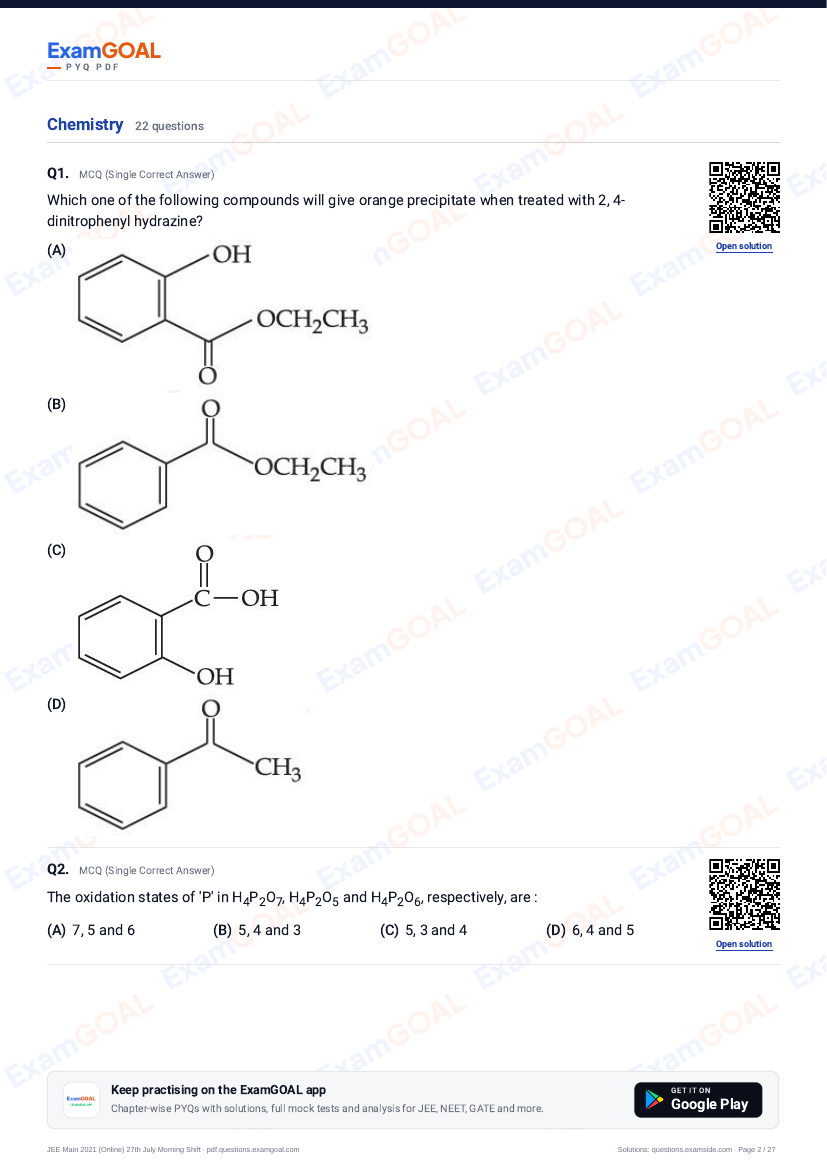 ExamGOAL
PYQ PDF
Chemistry 22 questions
Q1. MCQ (Single Correct Answer)
Which one of the following compounds will give orange precipitate when treated with 2, 4-
dinitrophenyl hydrazine?
Open solution
(A)
OH
OCH2CH3
O
(B)
O
OCH2CH3
(C)
O
C—OH
OH
(D)
O
CH3
Q2. MCQ (Single Correct Answer)
The oxidation states of 'P' in H4P2O7, H4P2O5 and H4P2O6, respectively, are :
(A) 7, 5 and 6 (B) 5, 4 and 3 (C) 5, 3 and 4 (D) 6, 4 and 5
Open solution
Keep practising on the ExamGOAL app
Chapter-wise PYQs with solutions, full mock tests and analysis for JEE, NEET, GATE and more.
GET IT ON
Google Play
JEE Main 2021 (Online) 27th July Morning Shift · pdf.questions.examgoal.com
Solutions: questions.examside.com · Page 2 / 27